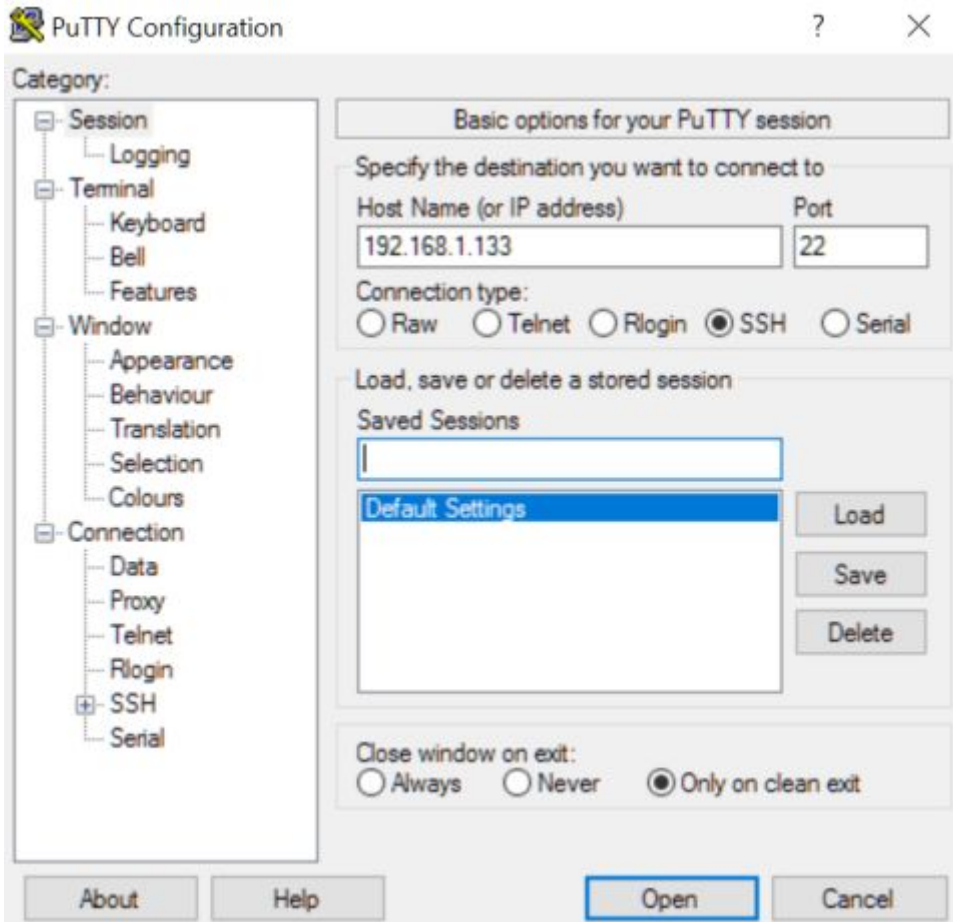 PuTTY Configuration
?
Category:
Session
Logging
Terminal
Keyboard
Bell
Features
Window
Appearance
Behaviour
Translation
Selection
Colours
Connection
Data
Proxy
Telnet
Rlogin
SSH
Serial
Basic options for your PuTTY session
Specify the destination you want to connect to
Host Name (or IP address) Port
192.168.1.133 22
Connection type:
Raw Telnet Rlogin SSH Serial
Load, save or delete a stored session
Saved Sessions
Default Settings
Load
Save
Delete
Close window on exit:
Always Never Only on clean exit
About Help Open Cancel